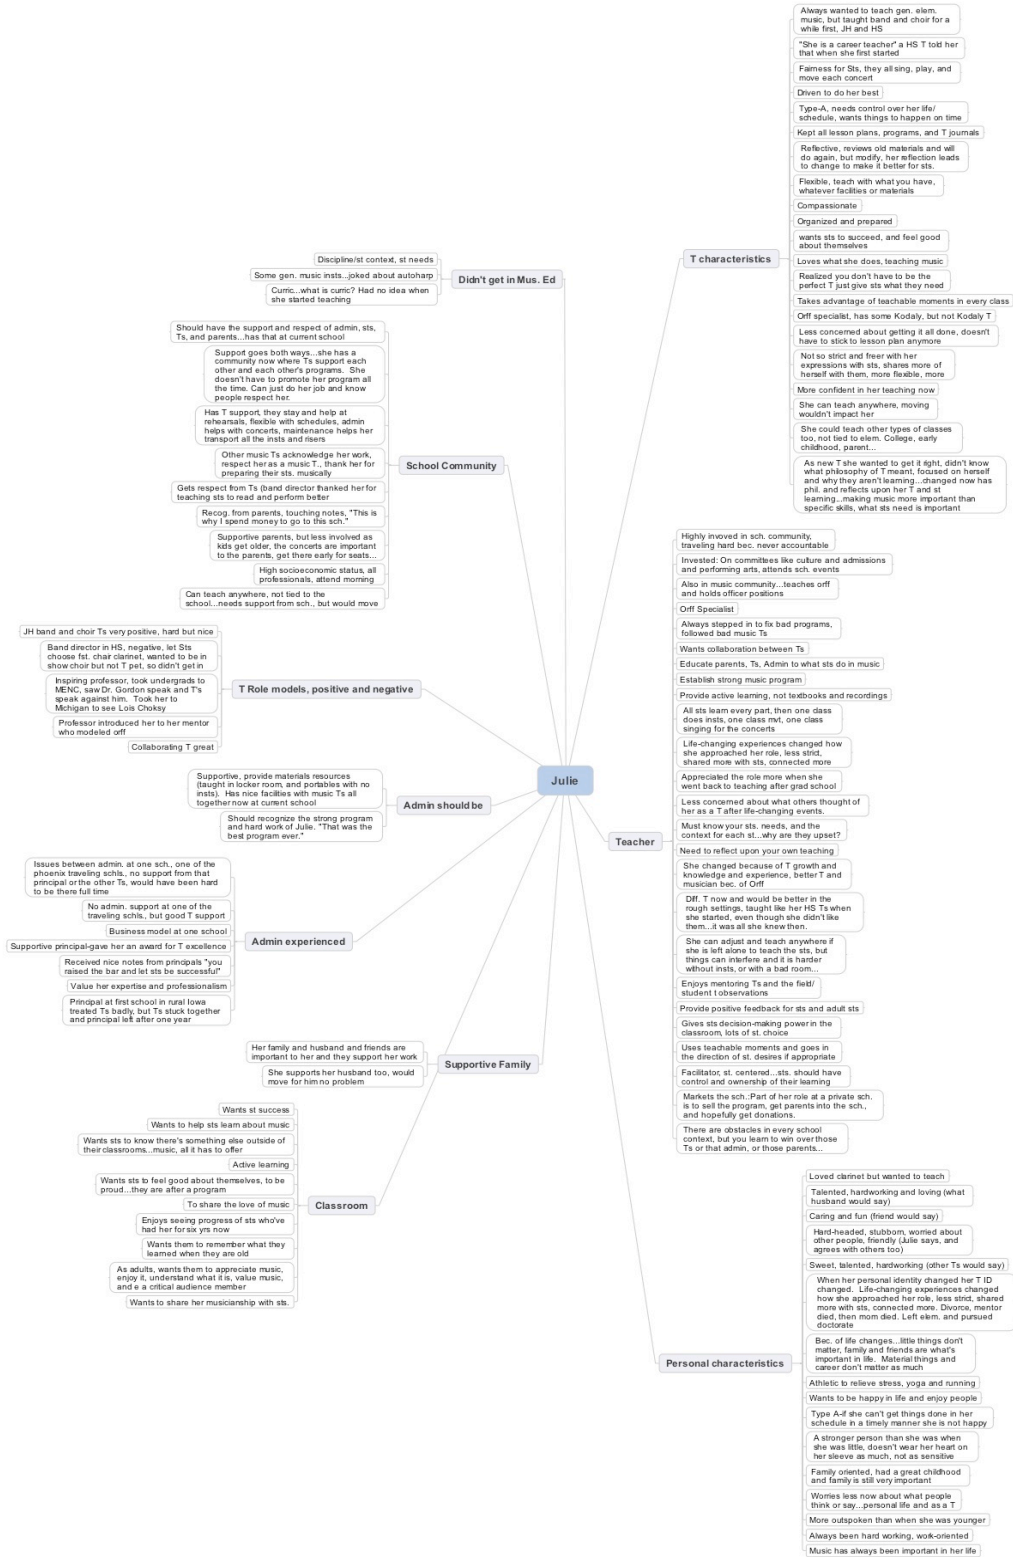 Julie
Didn't get in Mus. Ed
Discipline/st context, st needs
Some gen. music insts...joked about autoharp
Curric...what is curric? Had no idea when
she started teaching
School Community
Should have the support and respect of admin, sts,
Ts, and parents...has that at current school
Support goes both ways...she has a
community now where Ts support each
other and each other's programs. She
doesn't have to promote her program all
the time. Can just do her job and know
people respect her.
Has T support, they stay and help at
rehearsals, flexible with schedules, admin
helps with concerts, maintenance helps her
transport all the insts and risers
Other music Ts acknowledge her work,
respect her as a music T., thank her for
preparing their sts. musically
Gets respect from Ts (band director thanked her for
teaching sts to read and perform better
Recog. from parents, touching notes, "This is
why I spend money to go to this sch."
Supportive parents, but less involved as
kids get older, the concerts are important
to the parents, get there early for seats...
High socioeconomic status, all
professionals, attend morning
Can teach anywhere, not tied to the
school...needs support from sch., but would move
T Role models, positive and negative
JH band and choir Ts very positive, hard but nice
Band director in HS, negative, let Sts
choose fst. chair clarinet, wanted to be in
show choir but not T pet, so didn't get in
Inspiring professor, took undergrads to
MENC, saw Dr. Gordon speak and T's
speak against him. Took her to
Michigan to see Lois Choksy
Professor introduced her to her mentor
who modeled orff
Collaborating T great
Admin should be
Supportive, provide materials resources
(taught in locker room, and portables with no
insts). Has nice facilities with music Ts all
together now at current school
Should recognize the strong program
and hard work of Julie. "That was the
best program ever."
Admin experienced
Issues between admin. at one sch., one of the
phoenix traveling schls., no support from that
principal or the other Ts, would have been hard
to be there full time
No admin. support at one of the
traveling schls., but good T support
Business model at one school
Supportive principal-gave her an award for T excellence
Received nice notes from principals "you
raised the bar and let sts be successful"
Value her expertise and professionalism
Principal at first school in rural Iowa
treated Ts badly, but Ts stuck together
and principal left after one year
Supportive Family
Her family and husband and friends are
important to her and they support her work
She supports her husband too, would
move for him no problem
Classroom
Wants st success
Wants to help sts learn about music
Wants sts to know there's something else outside of
their classrooms...music, all it has to offer
Active learning
Wants sts to feel good about themselves, to be
proud...they are after a program
To share the love of music
Enjoys seeing progress of sts who've
had her for six yrs now
Wants them to remember what they
learned when they are old
As adults, wants them to appreciate music,
enjoy it, understand what it is, value music,
and e a critical audience member
Wants to share her musicianship with sts.
T characteristics
Always wanted to teach gen. elem.
music, but taught band and choir for a
while first, JH and HS
"She is a career teacher" a HS T told her
that when she first started
Fairness for Sts, they all sing, play, and
move each concert
Driven to do her best
Type-A, needs control over her life/
schedule, wants things to happen on time
Kept all lesson plans, programs, and T journals
Reflective, reviews old materials and will
do again, but modify, her reflection leads
to change to make it better for sts.
Flexible, teach with what you have,
whatever facilities or materials
Compassionate
Organized and prepared
wants sts to succeed, and feel good
about themselves
Loves what she does, teaching music
Realized you don't have to be the
perfect T just give sts what they need
Takes advantage of teachable moments in every class
Orff specialist, has some Kodaly, but not Kodaly T
Less concerned about getting it all done, doesn't
have to stick to lesson plan anymore
Not so strict and freer with her
expressions with sts, shares more of
herself with them, more flexible, more
More confident in her teaching now
She can teach anywhere, moving
wouldn't impact her
She could teach other types of classes
too, not tied to elem. College, early
childhood, parent...
As new T she wanted to get it right, didn't know
what philosophy of T meant, focused on herself
and why they aren't learning...changed now has
phil. and reflects upon her T and st
learning...making music more important than
specific skills, what sts need is important
Teacher
Highly invoved in sch. community,
traveling hard bec. never accountable
Invested: On committees like culture and admissions
and performing arts, attends sch. events
Also in music community...teaches orff
and holds officer positions
Orff Specialist
Always stepped in to fix bad programs,
followed bad music Ts
Wants collaboration between Ts
Educate parents, Ts, Admin to what sts do in music
Establish strong music program
Provide active learning, not textbooks and recordings
All sts learn every part, then one class
does insts, one class mvt, one class
singing for the concerts
Life-changing experiences changed how
she approached her role, less strict,
shared more with sts, connected more
Appreciated the role more when she
went back to teaching after grad school
Less concerned about what others thought of
her as a T after life-changing events.
Must know your sts. needs, and the
context for each st...why are they upset?
Need to reflect upon your own teaching
She changed because of T growth and
knowledge and experience, better T and
musician bec. of Orff
Diff. T now and would be better in the
rough settings, taught like her HS Ts when
she started, even though she didn't like
them...it was all she knew then.
She can adjust and teach anywhere if
she is left alone to teach the sts, but
things can interfere and it is harder
without insts, or with a bad room...
Enjoys mentoring Ts and the field/
student t observations
Provide positive feedback for sts and adult sts
Gives sts decision-making power in the
classroom, lots of st. choice
Uses teachable moments and goes in
the direction of st. desires if appropriate
Facilitator, st. centered...sts. should have
control and ownership of their learning
Markets the sch.:Part of her role at a private sch.
is to sell the program, get parents into the sch.,
and hopefully get donations.
There are obstacles in every school
context, but you learn to win over those
Ts or that admin, or those parents...
Personal characteristics
Loved clarinet but wanted to teach
Talented, hardworking and loving (what
husband would say)
Caring and fun (friend would say)
Hard-headed, stubborn, worried about
other people, friendly (Julie says, and
agrees with others too)
Sweet, talented, hardworking (other Ts would say)
When her personal identity changed her T ID
changed. Life-changing experiences changed
how she approached her role, less strict, shared
more with sts, connected more. Divorce, mentor
died, then mom died. Left elem. and pursued
doctorate
Bec. of life changes...little things don't
matter, family and friends are what's
important in life. Material things and
career don't matter as much
Athletic to relieve stress, yoga and running
Wants to be happy in life and enjoy people
Type A-if she can't get things done in her
schedule in a timely manner she is not happy
A stronger person than she was when
she was little, doesn't wear her heart on
her sleeve as much, not as sensitive
Family oriented, had a great childhood
and family is still very important
Worries less now about what people
think or say...personal life and as a T
More outspoken than when she was younger
Always been hard working, work-oriented
Music has always been important in her life